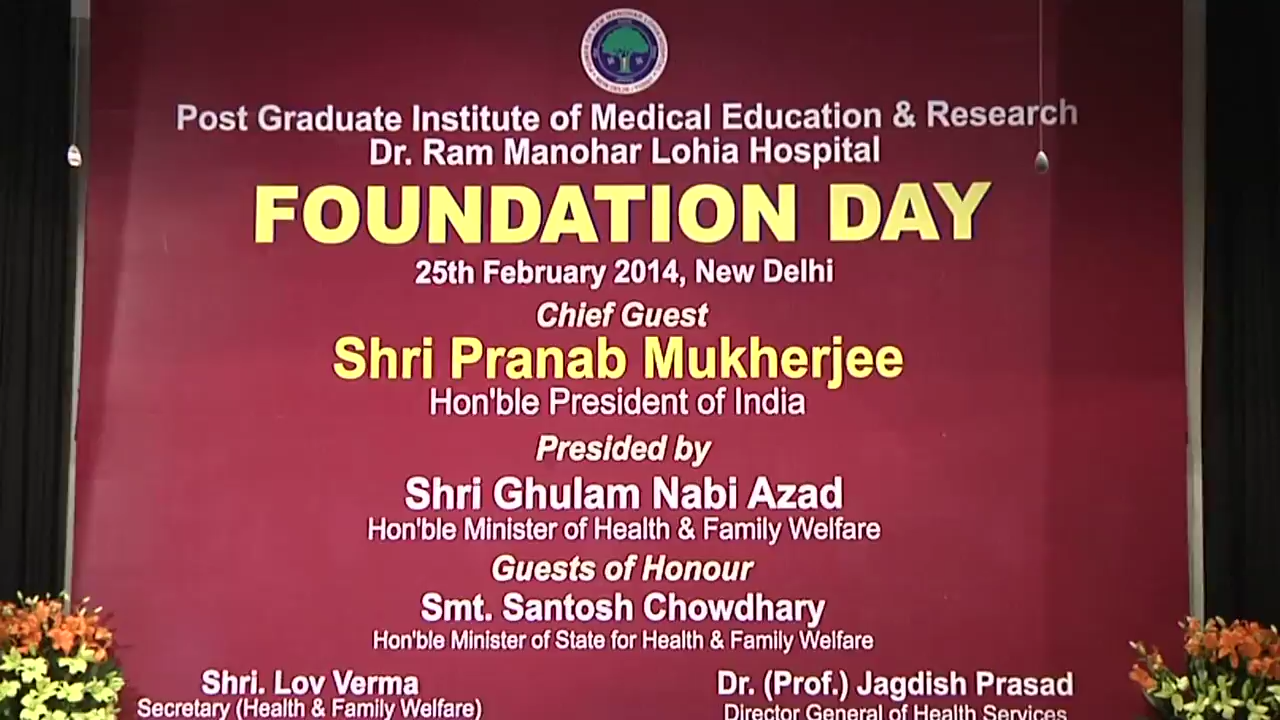 Post Graduate Institute of Medical Education & Research
Dr. Ram Manohar Lohia Hospital
FOUNDATION DAY
25th February 2014, New Delhi
Chief Guest
Shri Pranab Mukherjee
Hon'ble President of India
Presided by
Shri Ghulam Nabi Azad
Hon'ble Minister of Health & Family Welfare
Guests of Honour
Smt. Santosh Chowdhary
Hon'ble Minister of State for Health & Family Welfare
Shri. Lov Verma
Secretary (Health & Family Welfare)
Dr. (Prof.) Jagdish Prasad
Director General of Health Services